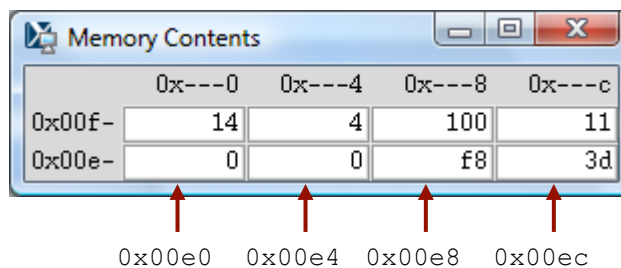 Memory Contents
0x---0 0x---4 0x---8 0x---c
0x00f- 14 4 100 11
0x00e- 0 0 f8 3d
0x00e0 0x00e4 0x00e8 0x00ec